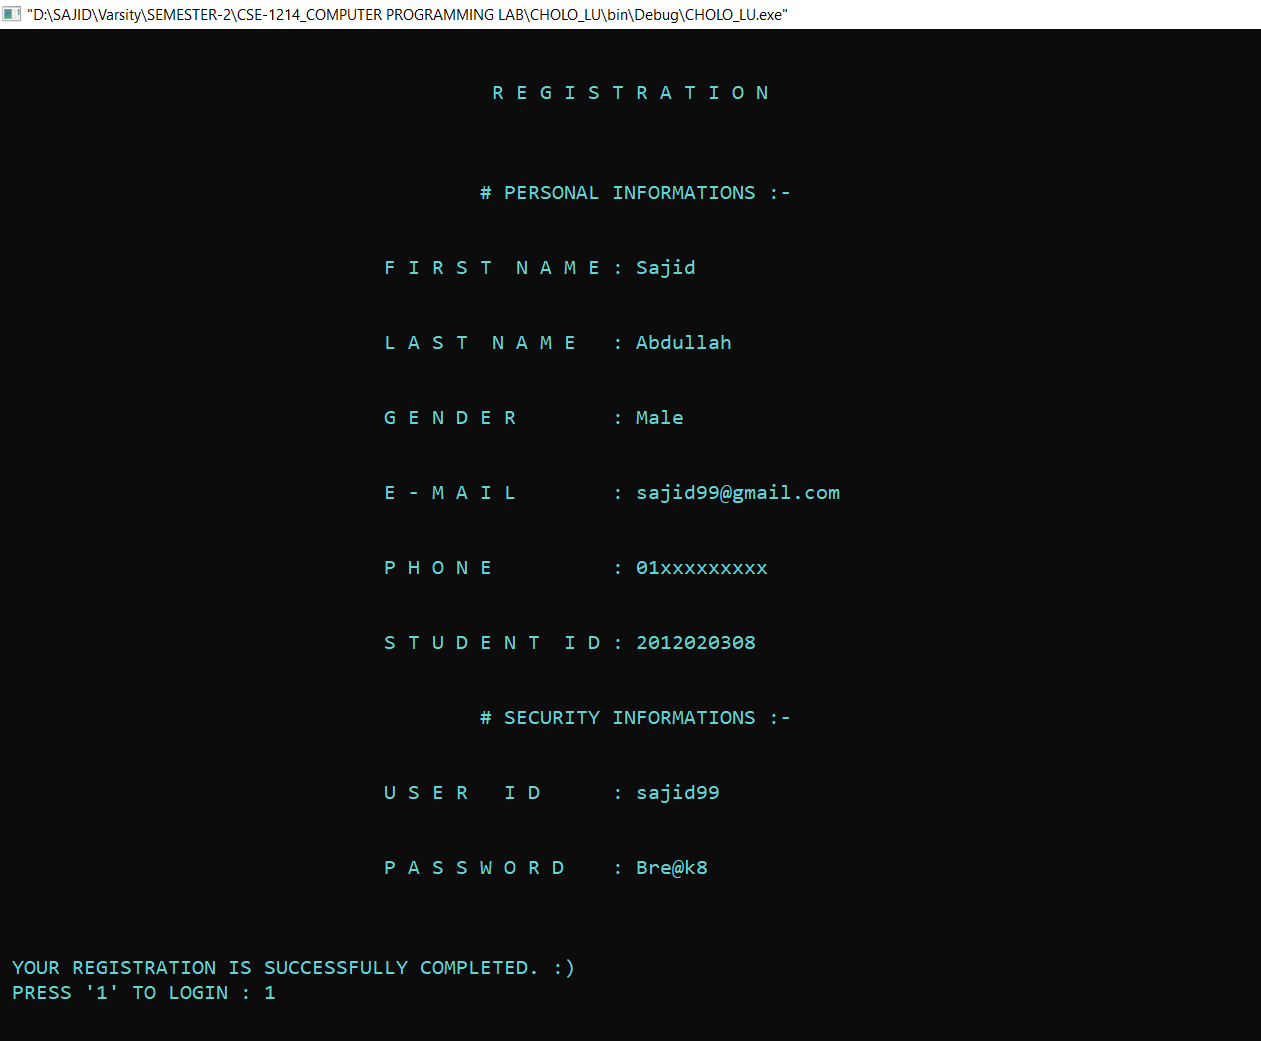 "D:\SAJID\Varsity\SEMESTER-2\CSE-1214_COMPUTER PROGRAMMING LAB\CHOLO_LU\bin\Debug\CHOLO_LU.exe"
R E G I S T R A T I O N
# PERSONAL INFORMATIONS :-
F I R S T  N A M E : Sajid
L A S T  N A M E   : Abdullah
G E N D E R        : Male
E - M A I L        : sajid99@gmail.com
P H O N E          : 01xxxxxxxxx
S T U D E N T  I D : 2012020308
# SECURITY INFORMATIONS :-
U S E R   I D      : sajid99
P A S S W O R D    : Bre@k8
YOUR REGISTRATION IS SUCCESSFULLY COMPLETED. :)
PRESS '1' TO LOGIN : 1